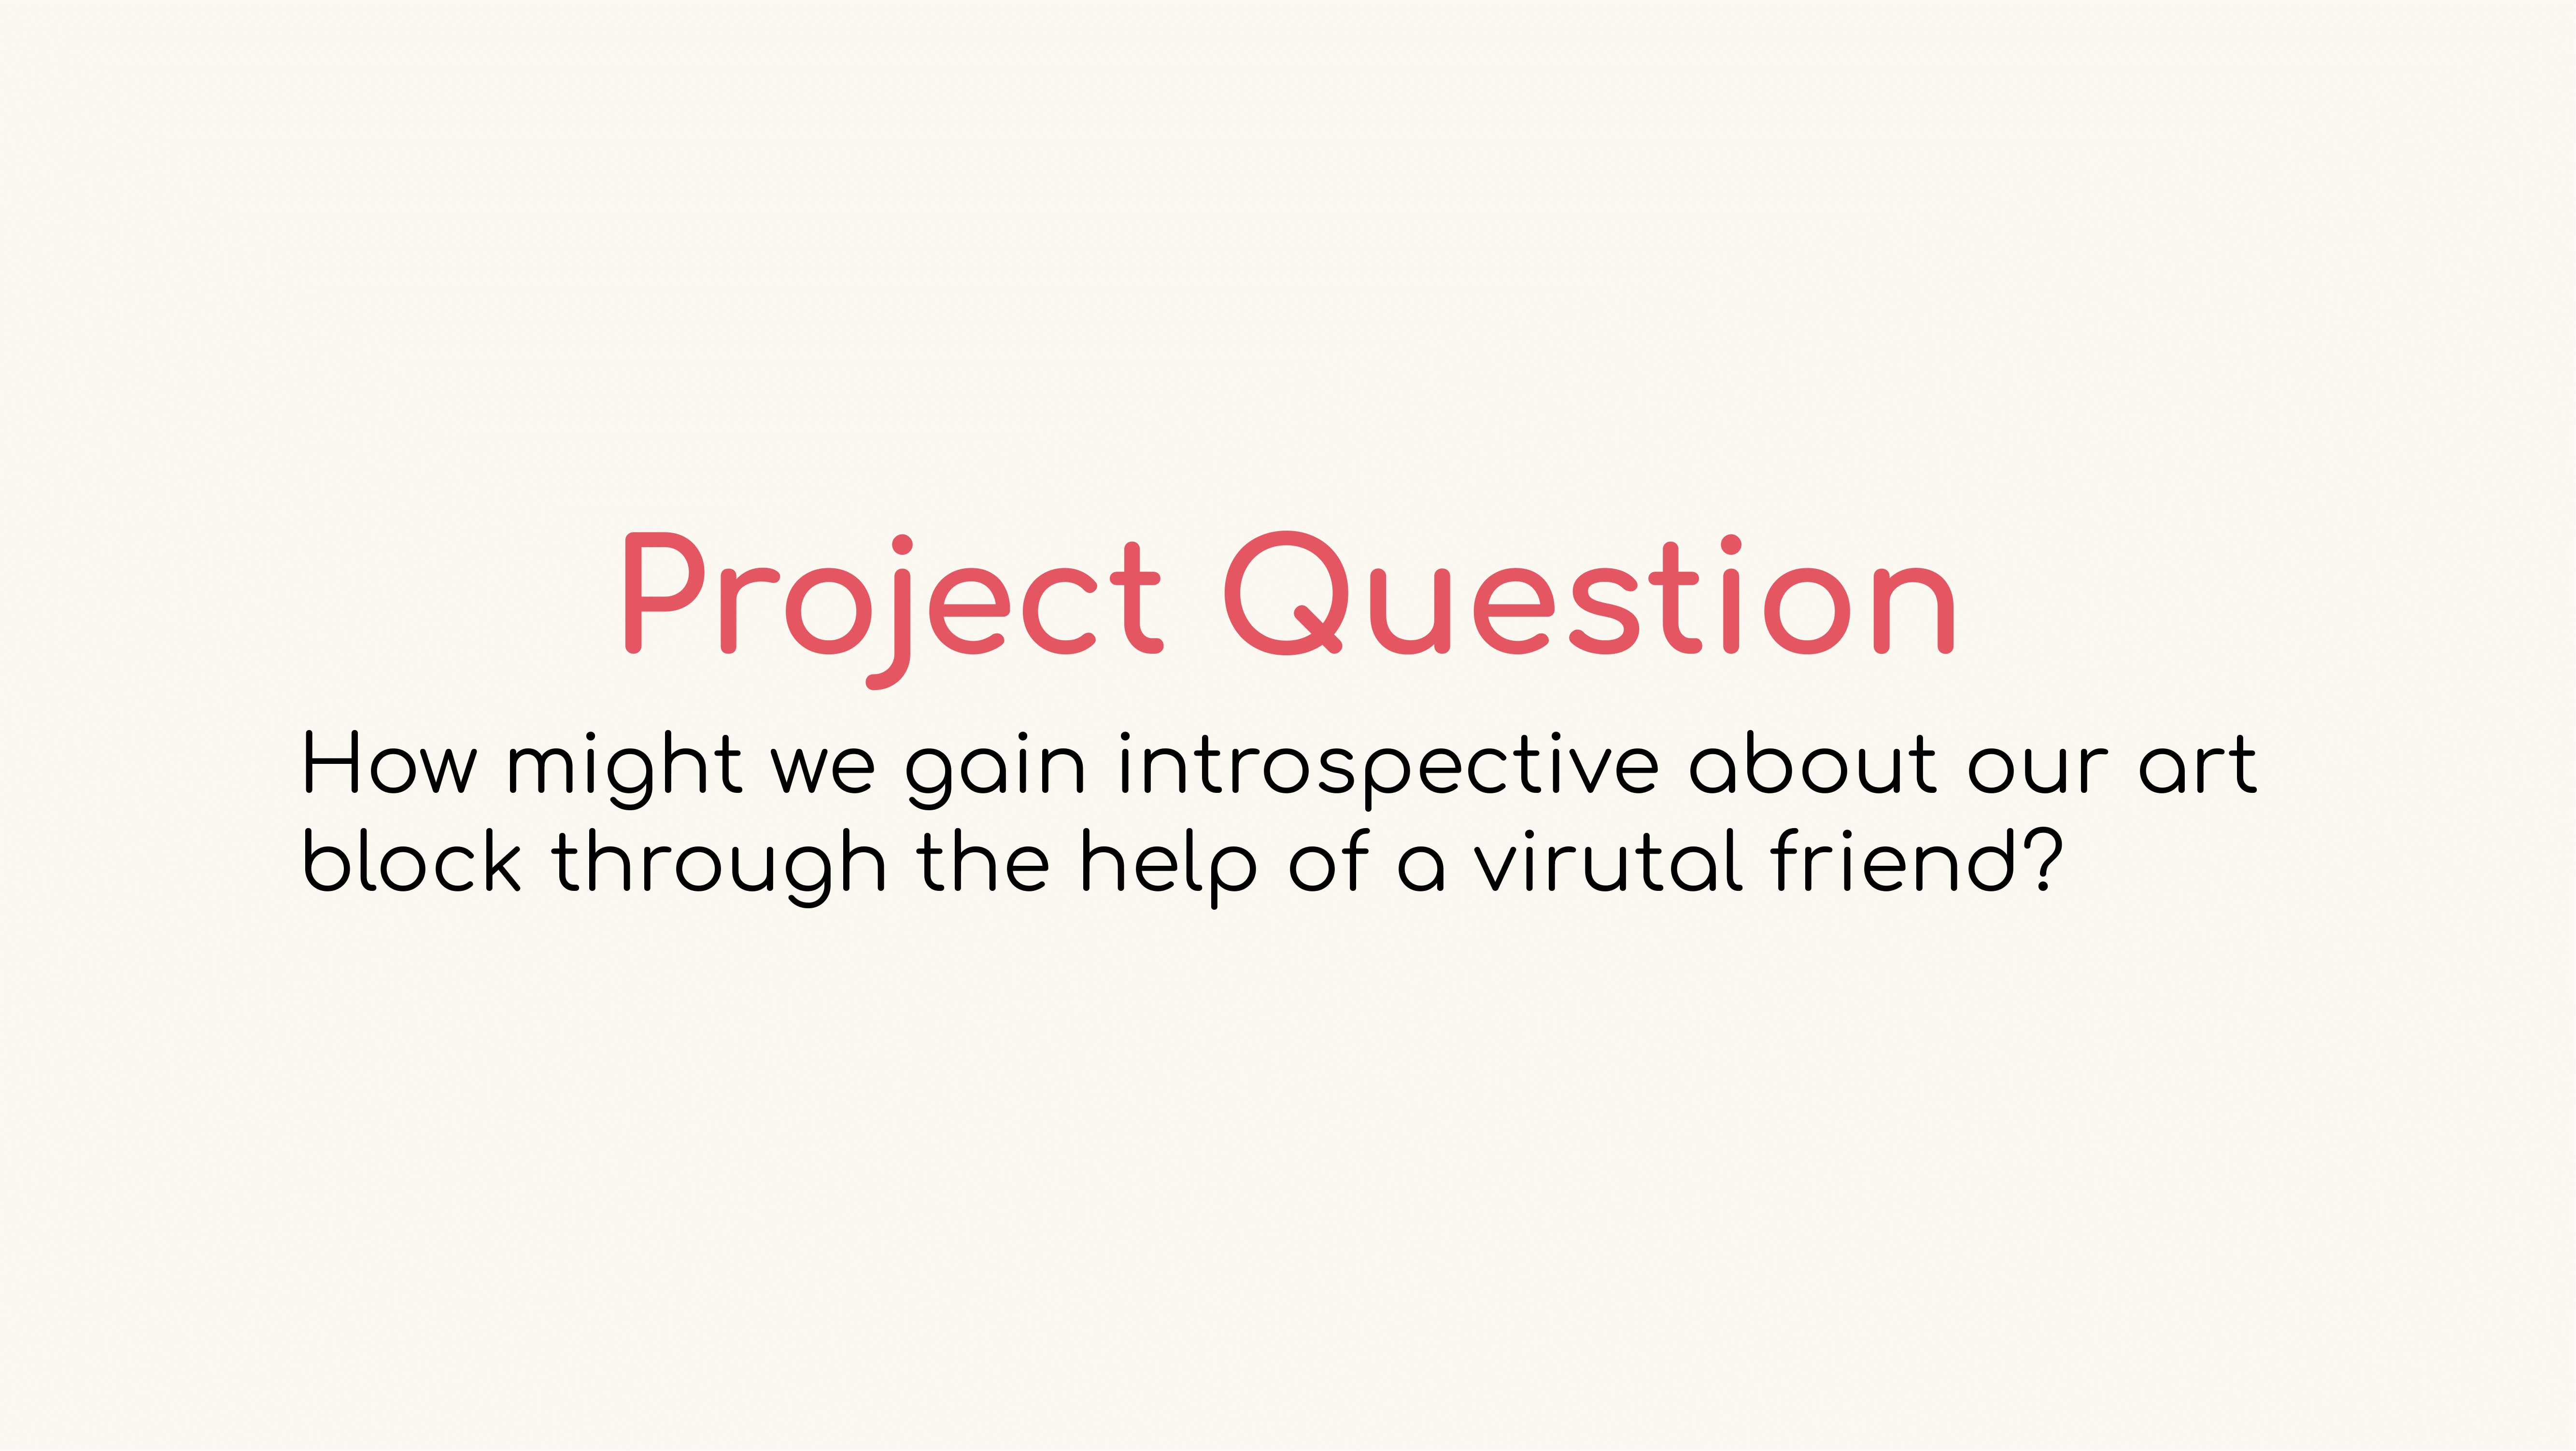 Project Question
How might we gain introspective about our art
block through the help of a virutal friend?